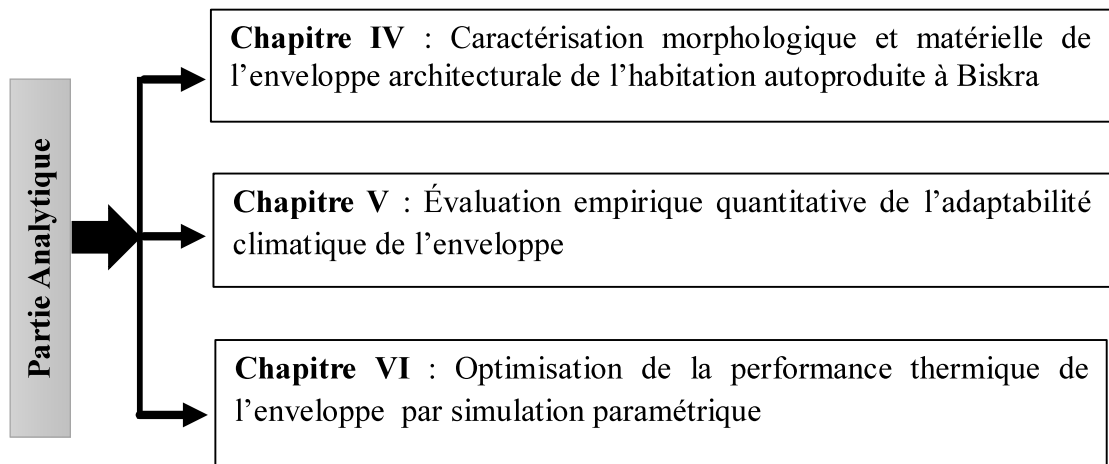 Partie Analytique
Chapitre IV : Caractérisation morphologique et matérielle de
l’enveloppe architecturale de l’habitation autoproduite à Biskra
Chapitre V : Évaluation empirique quantitative de l’adaptabilité
climatique de l’enveloppe
Chapitre VI : Optimisation de la performance thermique de
l’enveloppe par simulation paramétrique